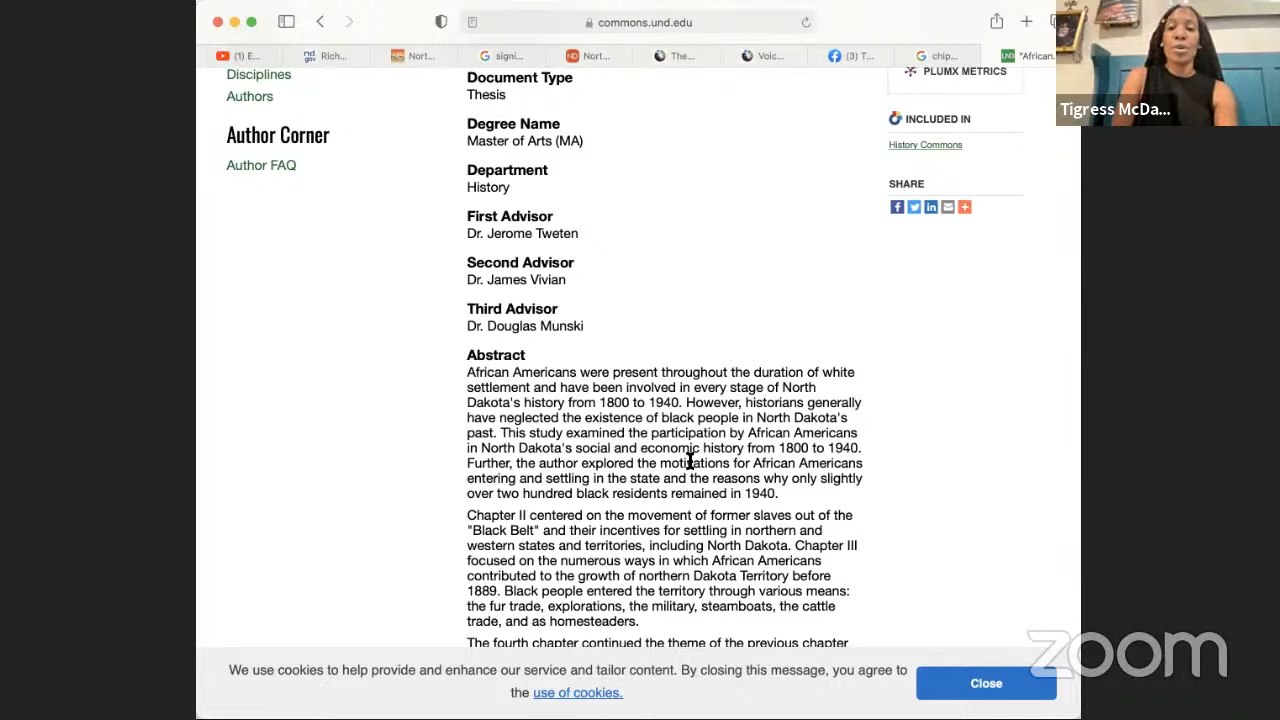 commons.und.edu
(1) E...
Rich...
Nort...
signi...
Nort...
The...
Voic...
(3) T...
chip...
"African.
Tigress McDa...
Disciplines
Authors
Author Corner
Author FAQ
Document Type
Thesis
Degree Name
Master of Arts (MA)
Department
History
First Advisor
Dr. Jerome Tweten
Second Advisor
Dr. James Vivian
Third Advisor
Dr. Douglas Munski
Abstract
African Americans were present throughout the duration of white
settlement and have been involved in every stage of North
Dakota's history from 1800 to 1940. However, historians generally
have neglected the existence of black people in North Dakota's
past. This study examined the participation by African Americans
in North Dakota's social and economic history from 1800 to 1940.
Further, the author explored the motivations for African Americans
entering and settling in the state and the reasons why only slightly
over two hundred black residents remained in 1940.
Chapter II centered on the movement of former slaves out of the
"Black Belt" and their incentives for settling in northern and
western states and territories, including North Dakota. Chapter III
focused on the numerous ways in which African Americans
contributed to the growth of northern Dakota Territory before
1889. Black people entered the territory through various means:
the fur trade, explorations, the military, steamboats, the cattle
trade, and as homesteaders.
The fourth chapter continued the theme of the previous chapter
PLUMX METRICS
INCLUDED IN
History Commons
SHARE
We use cookies to help provide and enhance our service and tailor content. By closing this message, you agree to
the use of cookies.
Close
zoom